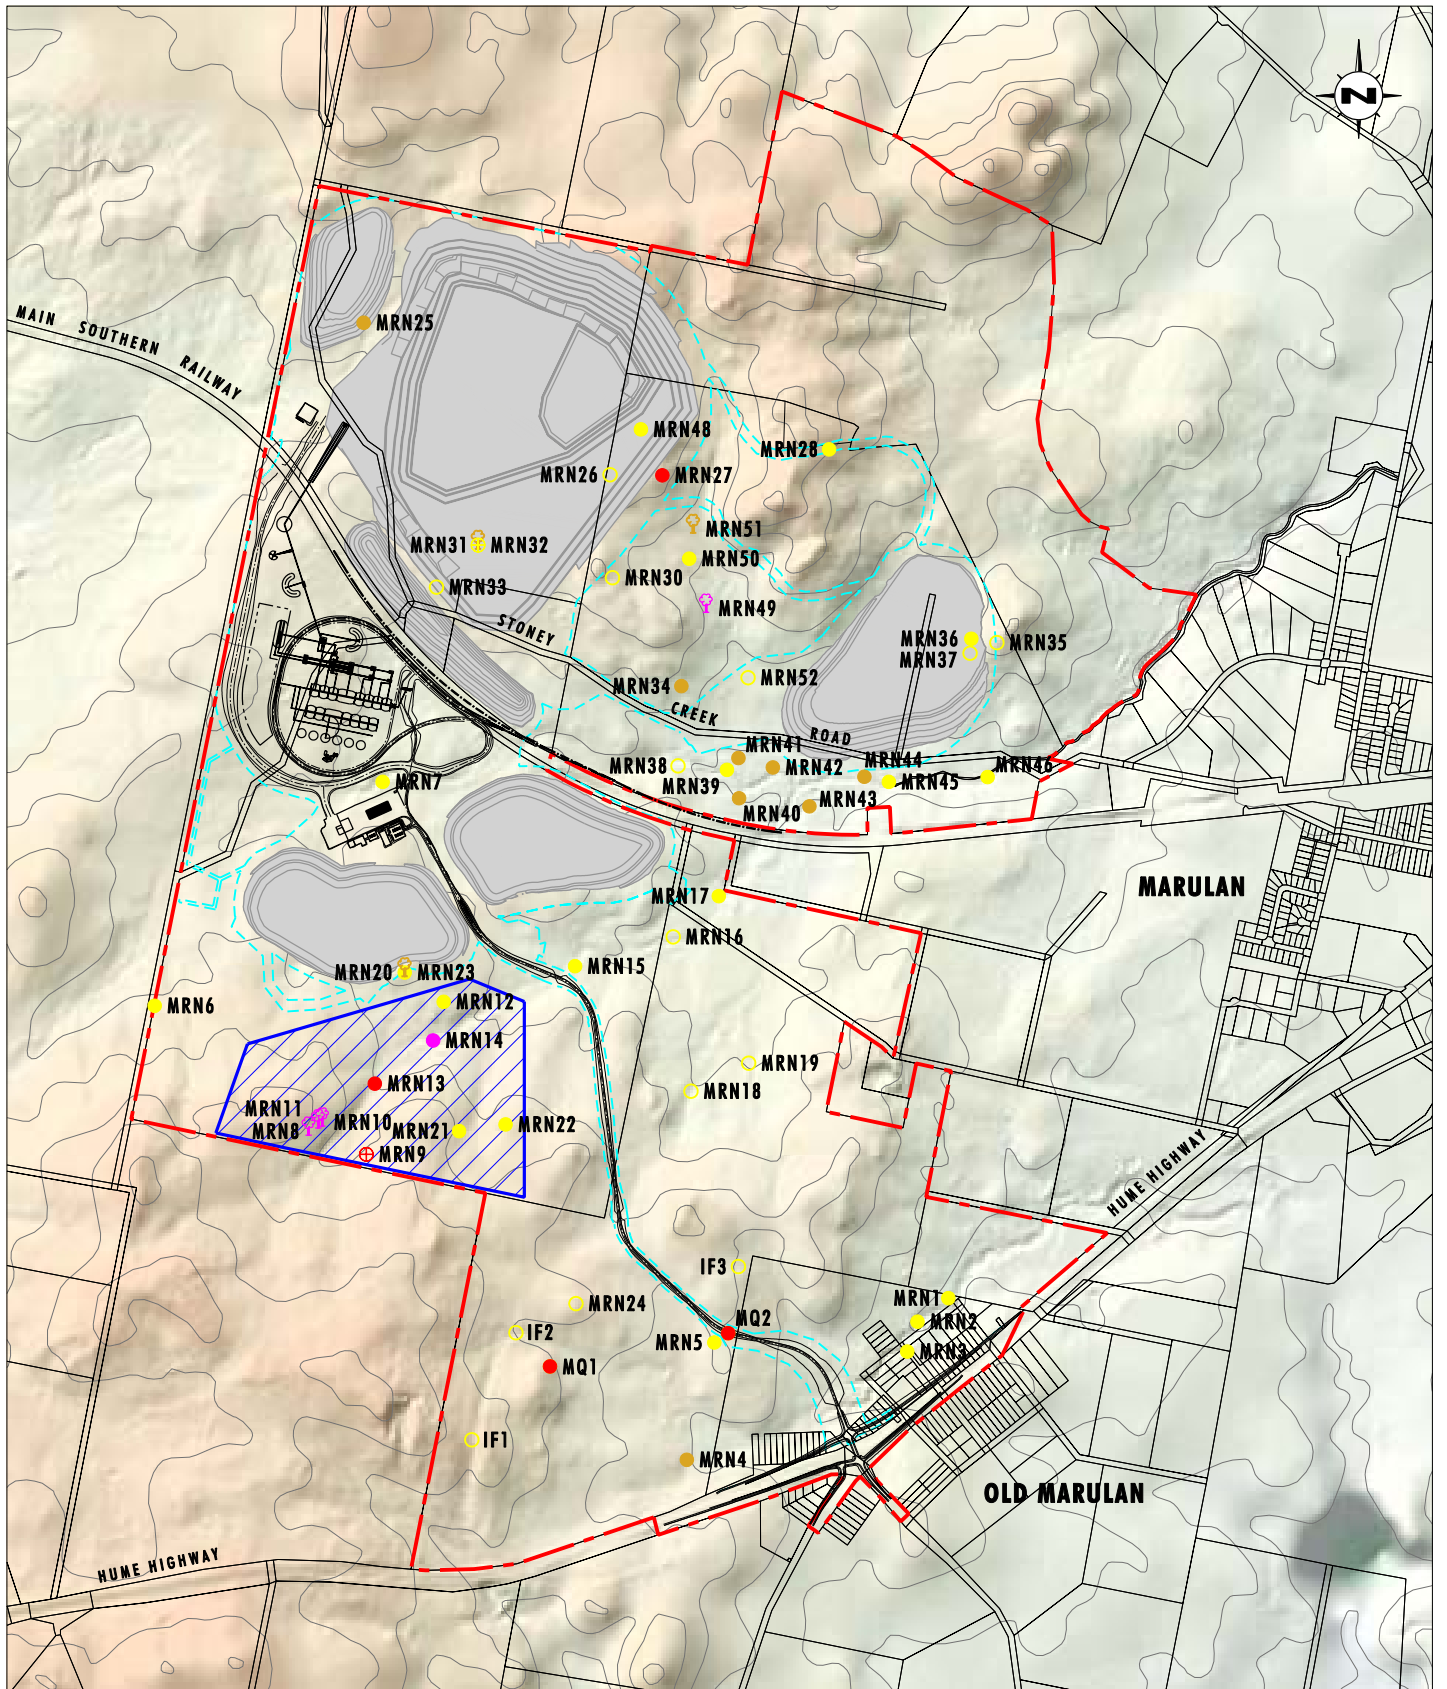 N
MAIN SOUTHERN RAILWAY
MRN25
MRN48
MRN28
MRN26
MRN27
MRN51
MRN31
MRN32
MRN50
MRN30
MRN33
MRN49
STONEY CREEK ROAD
MRN36
MRN35
MRN37
MRN52
MRN34
MRN41
MRN38
MRN42
MRN44
MRN46
MRN39
MRN45
MRN7
MRN43
MRN40
MARULAN
MRN17
MRN16
MRN15
MRN20
MRN23
MRN6
MRN12
MRN14
MRN19
MRN13
MRN18
MRN11
MRN10
MRN8
MRN21
MRN22
MRN9
HUME HIGHWAY
IF3
MRN1
MRN24
MRN2
IF2
MRN5
MQ2
MRN3
MQ1
IF1
MRN4
OLD MARULAN
HUME HIGHWAY